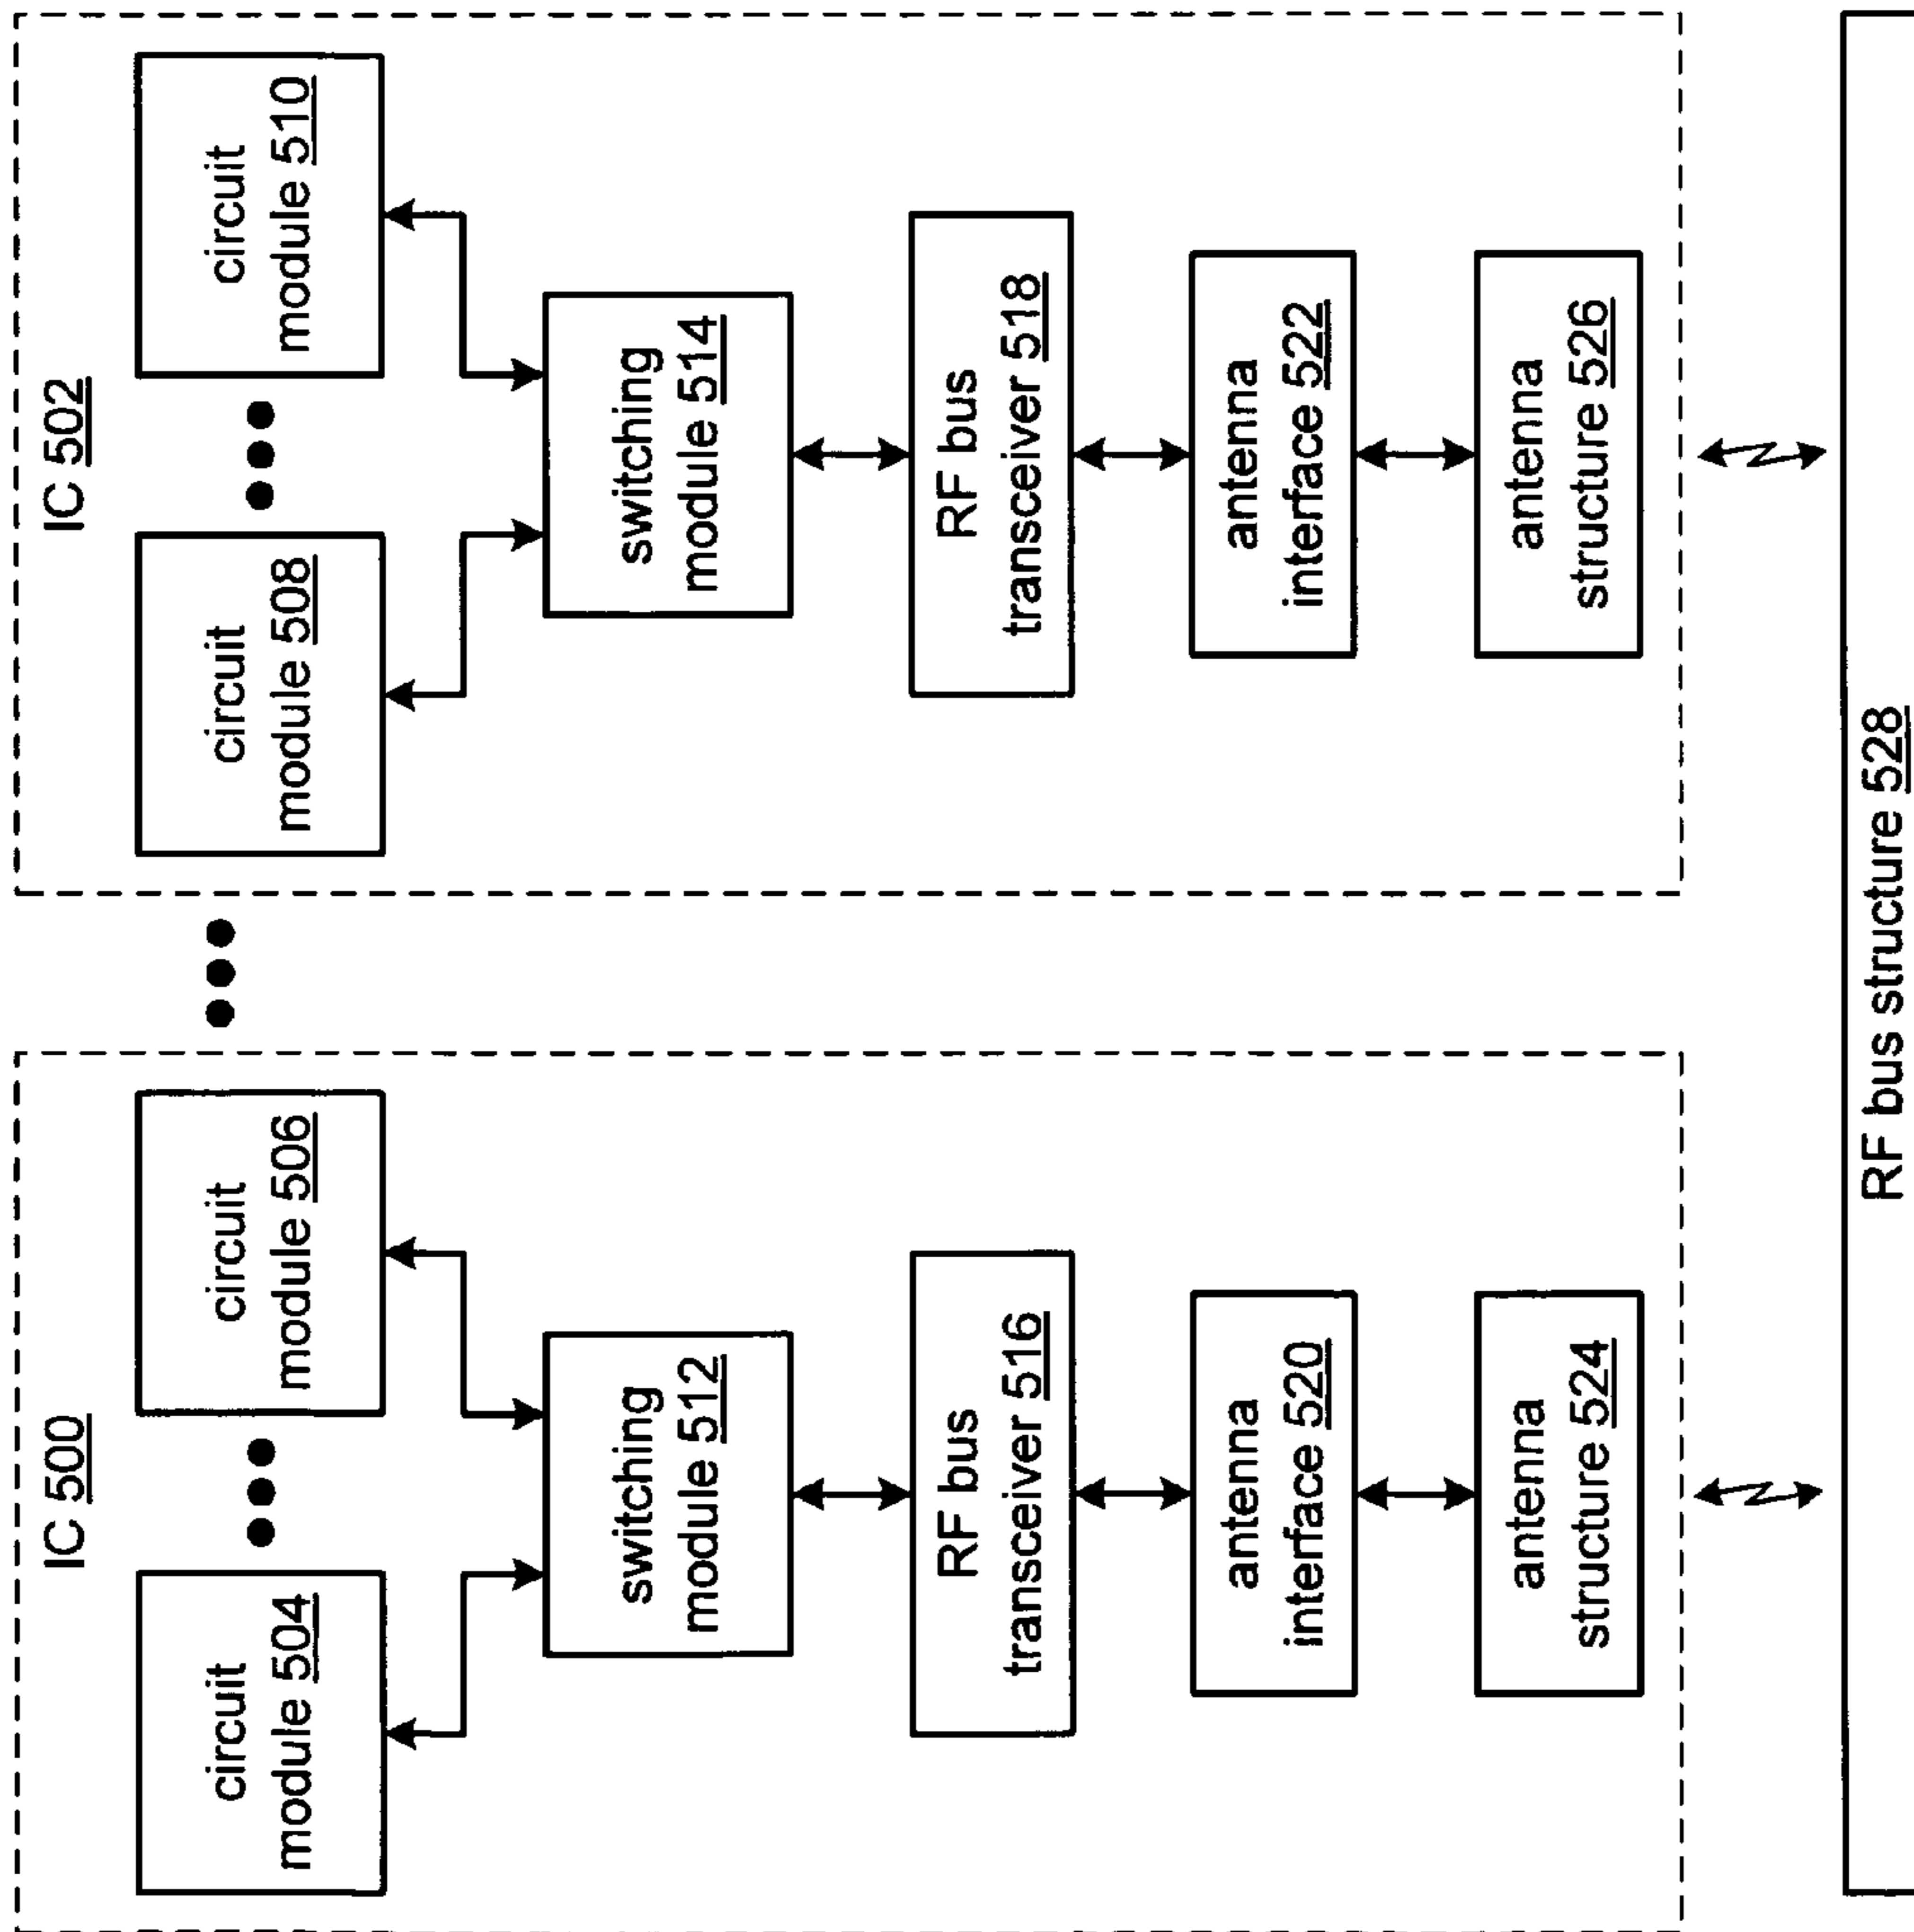 IC 500
circuit
module 504
circuit
module 506
switching
module 512
RF bus
transceiver 516
antenna
interface 520
antenna
structure 524
IC 502
circuit
module 508
circuit
module 510
switching
module 514
RF bus
transceiver 518
antenna
interface 522
antenna
structure 526
RF bus structure 528